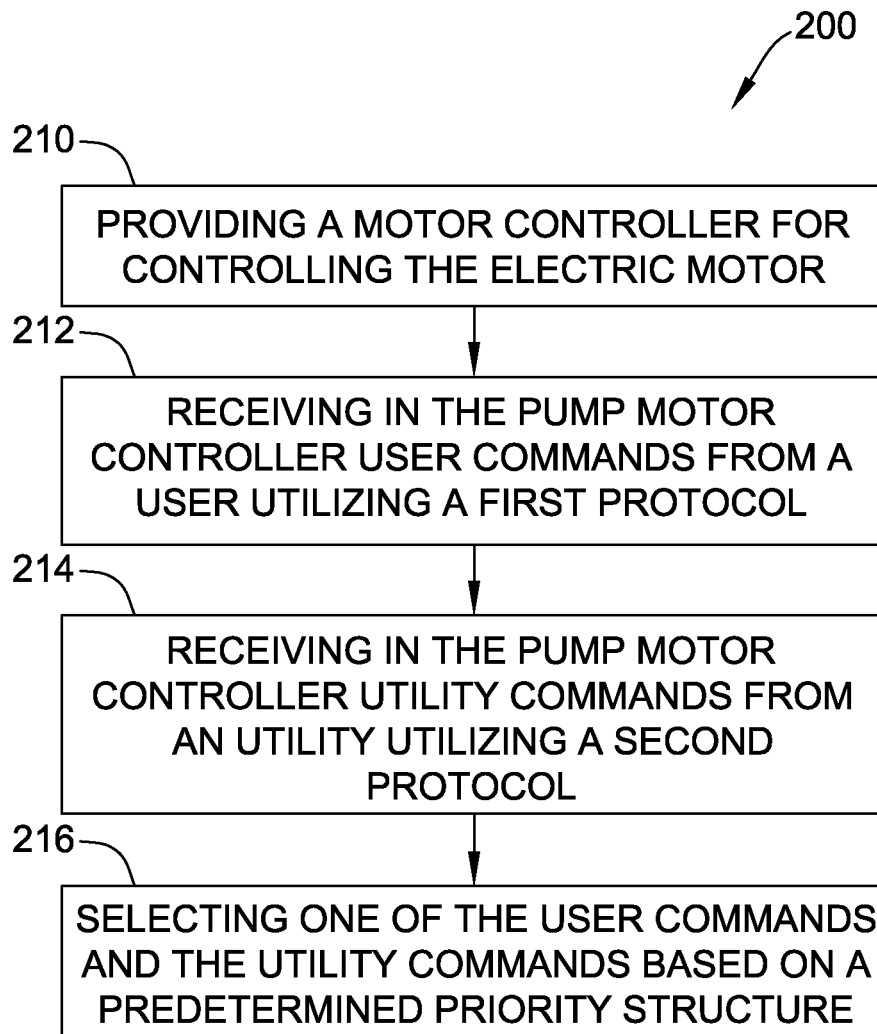 200
210
PROVIDING A MOTOR CONTROLLER FOR
CONTROLLING THE ELECTRIC MOTOR
212
RECEIVING IN THE PUMP MOTOR
CONTROLLER USER COMMANDS FROM A
USER UTILIZING A FIRST PROTOCOL
214
RECEIVING IN THE PUMP MOTOR
CONTROLLER UTILITY COMMANDS FROM
AN UTILITY UTILIZING A SECOND
PROTOCOL
216
SELECTING ONE OF THE USER COMMANDS
AND THE UTILITY COMMANDS BASED ON A
PREDETERMINED PRIORITY STRUCTURE